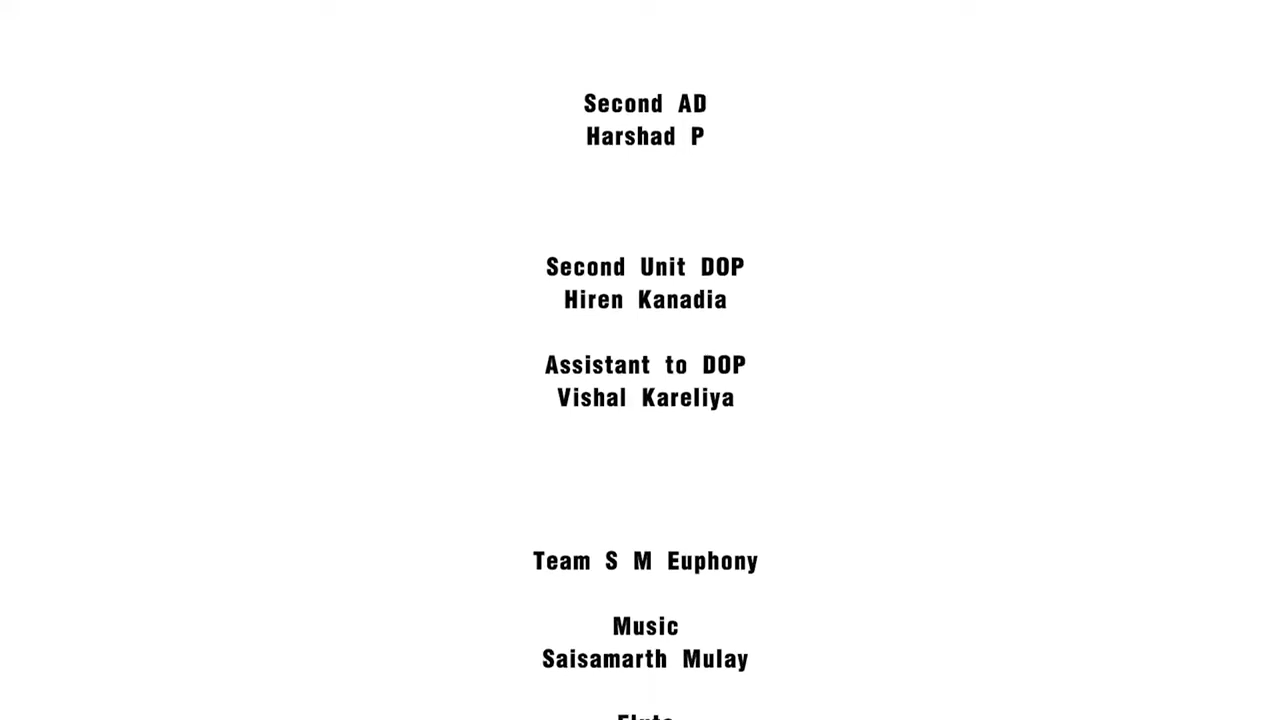 Second AD
Harshad P
Second Unit DOP
Hiren Kanadia
Assistant to DOP
Vishal Kareliya
Team S M Euphony
Music
Saisamarth Mulay